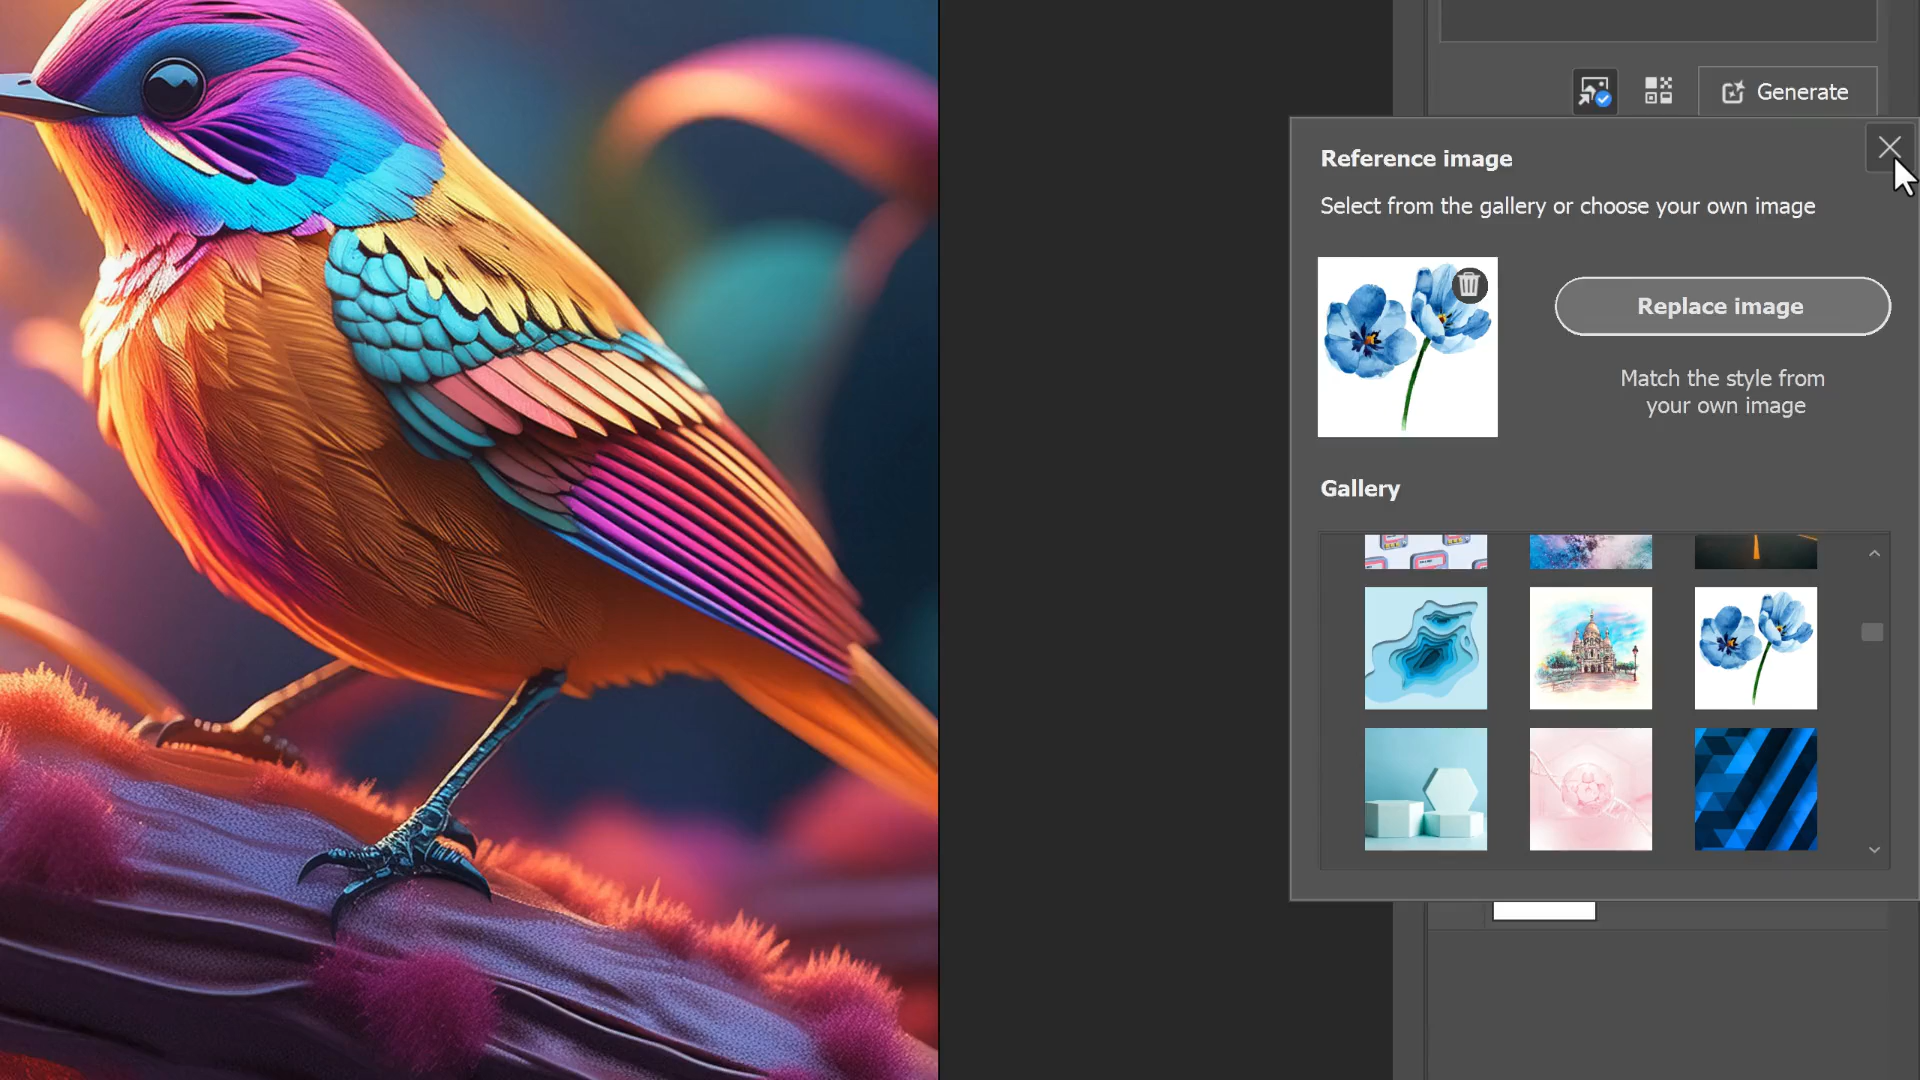 Generate
Reference image
Select from the gallery or choose your own image
Replace image
Match the style from
your own image
Gallery